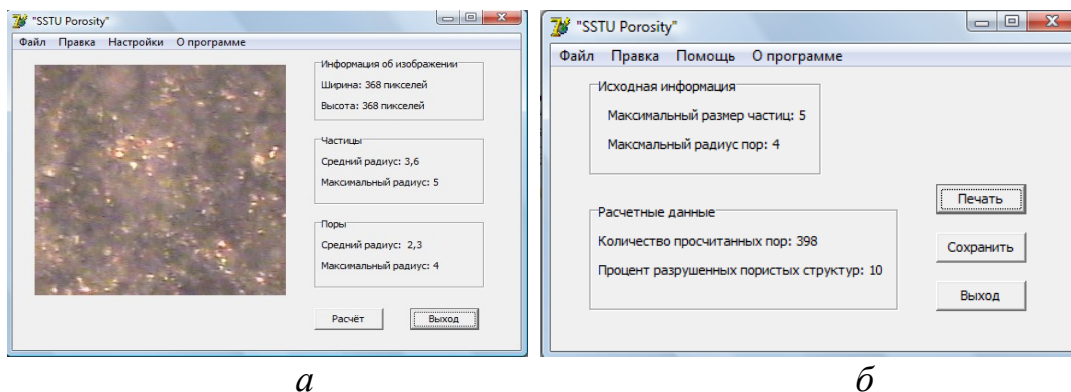 "SSTU Porosity"
Файл Правка Настройки О программе
Информация об изображении
Ширина: 368 пикселей
Высота: 368 пикселей
Частицы
Средний радиус: 3,6
Максимальный радиус: 5
Поры
Средний радиус: 2,3
Максимальный радиус: 4
Расчёт Выход
а
"SSTU Porosity"
Файл Правка Помощь О программе
Исходная информация
Максимальный размер частиц: 5
Макснмальный радиус пор: 4
Расчетные данные
Количество просчитанных пор: 398
Процент разрушенных пористых структур: 10
Печать
Сохранить
Выход
б